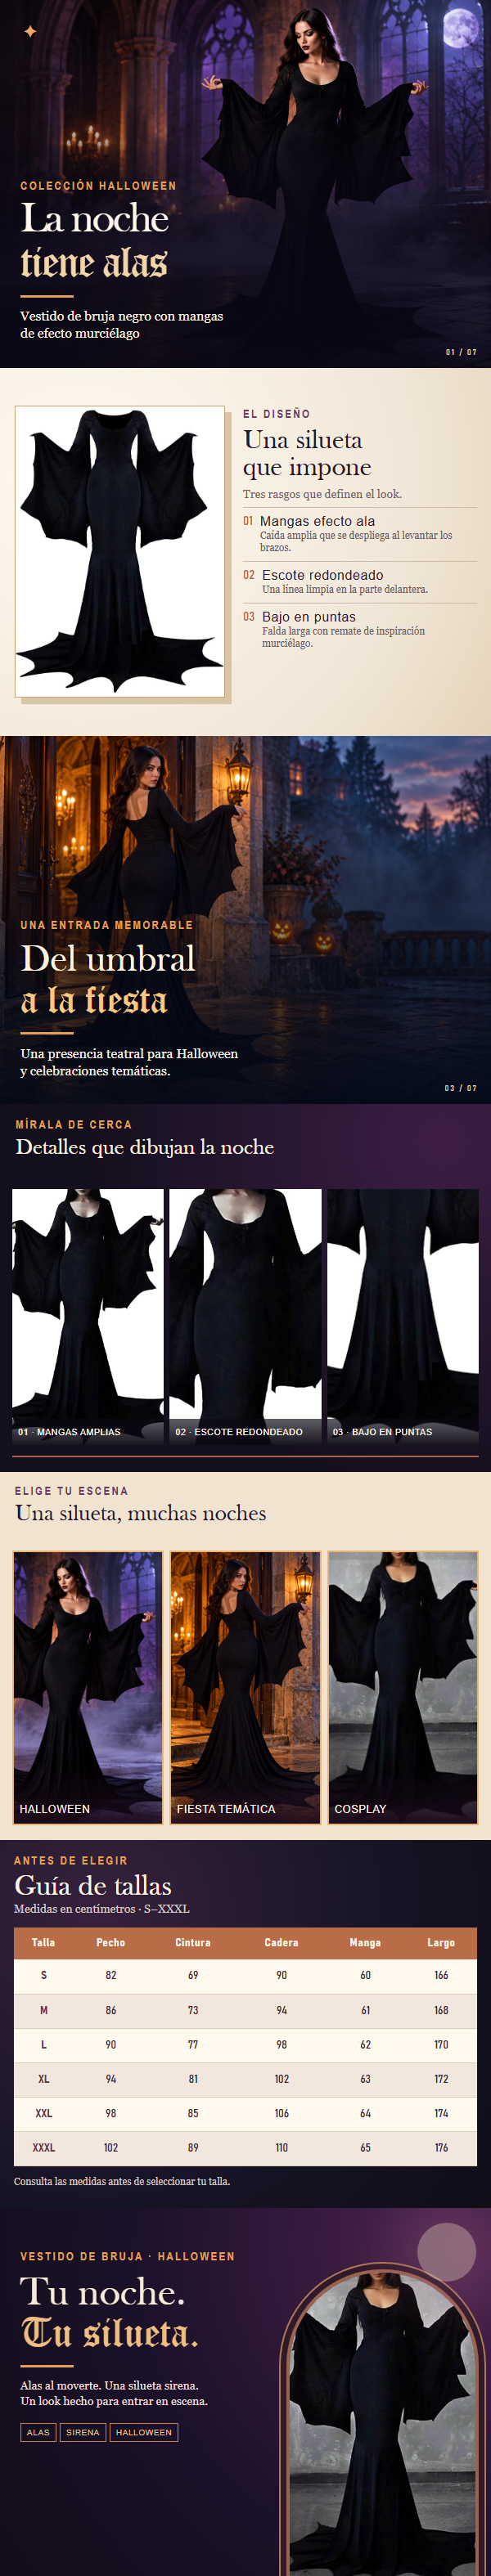 COLECCIÓN HALLOWEEN
La noche
tiene alas
Vestido de bruja negro con mangas
de efecto murciélago
01 / 07
EL DISEÑO
Una silueta
que impone
Tres rasgos que definen el look.
01 Mangas efecto ala
Caída amplia que se despliega al levantar los
brazos.
02 Escote redondeado
Una línea limpia en la parte delantera.
03 Bajo en puntas
Falda larga con remate de inspiración
murciélago.
UNA ENTRADA MEMORABLE
Del umbral
a la fiesta
Una presencia teatral para Halloween
y celebraciones temáticas.
03 / 07
MÍRALA DE CERCA
Detalles que dibujan la noche
01 · MANGAS AMPLIAS
02 · ESCOTE REDONDEADO
03 · BAJO EN PUNTAS
ELIGE TU ESCENA
Una silueta, muchas noches
HALLOWEEN
FIESTA TEMÁTICA
COSPLAY
ANTES DE ELEGIR
Guía de tallas
Medidas en centímetros · S–XXXL
Talla Pecho Cintura Cadera Manga Largo
S 82 69 90 60 166
M 86 73 94 61 168
L 90 77 98 62 170
XL 94 81 102 63 172
XXL 98 85 106 64 174
XXXL 102 89 110 65 176
Consulta las medidas antes de seleccionar tu talla.
VESTIDO DE BRUJA · HALLOWEEN
Tu noche.
Tu silueta.
Alas al moverte. Una silueta sirena.
Un look hecho para entrar en escena.
ALAS SIRENA HALLOWEEN